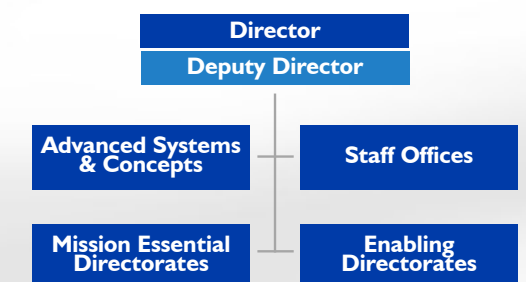 Director
Deputy Director
Advanced Systems
& Concepts
Staff Offices
Mission Essential
Directorates
Enabling
Directorates